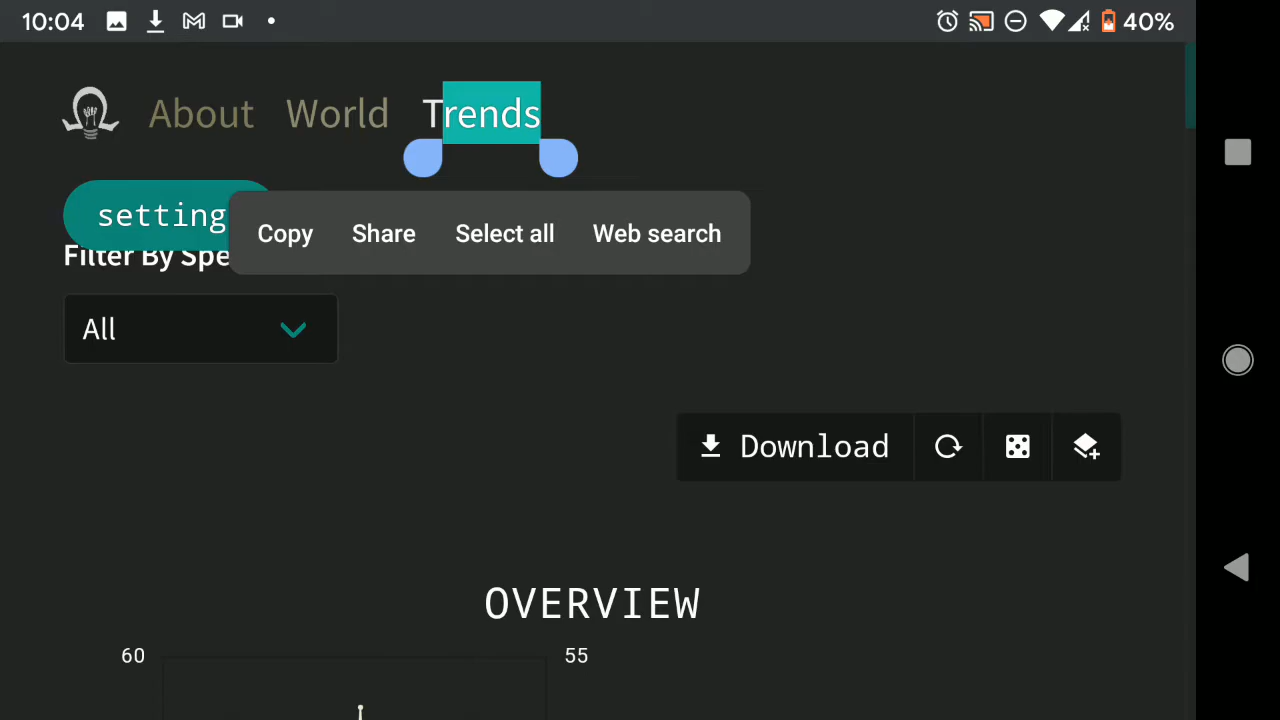 10:04 40%
About World Trends
setting
Copy Share Select all Web search
Filter By Spe
All
Download
OVERVIEW
60 55